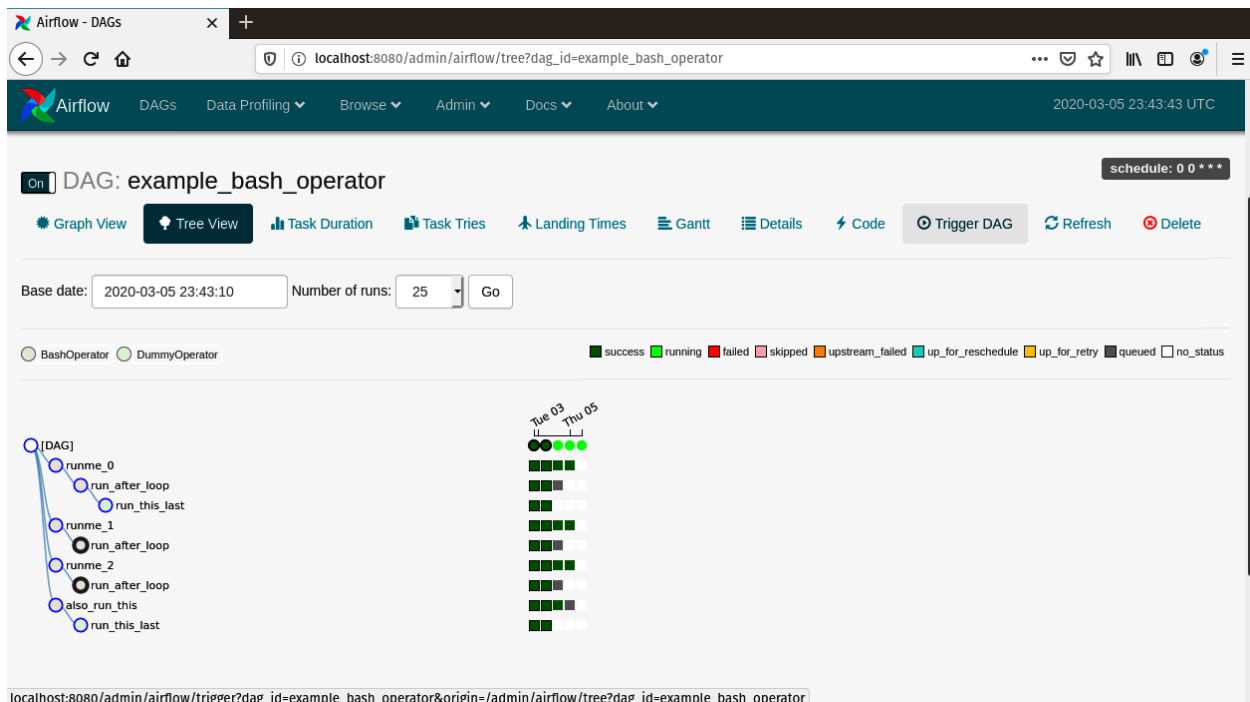 Airflow - DAGs
localhost:8080/admin/airflow/tree?dag_id=example_bash_operator
Airflow DAGs Data Profiling Browse Admin Docs About 2020-03-05 23:43:43 UTC
schedule: 0 0 * * *
On DAG: example_bash_operator
Graph View Tree View Task Duration Task Tries Landing Times Gantt Details Code Trigger DAG Refresh Delete
Base date: 2020-03-05 23:43:10 Number of runs: 25 Go
BashOperator DummyOperator success running failed skipped upstream_failed up_for_reschedule up_for_retry queued no_status
Tue 03 Thu 05
[DAG]
runme_0
run_after_loop
run_this_last
runme_1
run_after_loop
runme_2
run_after_loop
also_run_this
run_this_last
localhost:8080/admin/airflow/trigger?dag_id=example_bash_operator&origin=/admin/airflow/tree?dag_id=example_bash_operator